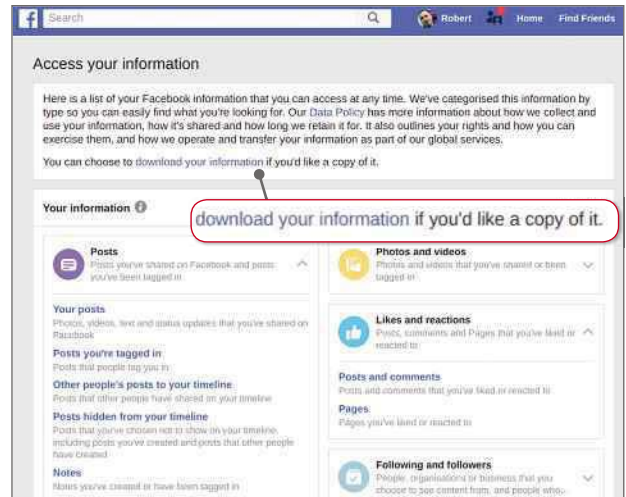 f Search Robert Home Find Friends
Access your information
Here is a list of your Facebook information that you can access at any time. We've categorised this information by
type so you can easily find what you're looking for. Our Data Policy has more information about how we collect and
use your information, how it's shared and how long we retain it for. It also outlines your rights and how you can
exercise them, and how we operate and transfer your information as part of our global services.
You can choose to download your information if you'd like a copy of it.
Your information
download your information if you'd like a copy of it.
Posts
Posts you've shared on Facebook and posts
you've been tagged in
Your posts
Photos, videos, text and status updates that you've shared on
Facebook
Posts you're tagged in
Posts that people tag you in
Other people's posts to your timeline
Posts that other people have shared on your timeline
Posts hidden from your timeline
Posts that you've chosen not to show on your timeline,
including posts you've created and posts that other people
have created
Notes
Notes you've created or have been tagged in
Photos and videos
Photos and videos that you've shared or been
tagged in
Likes and reactions
Posts, comments and Pages that you've liked or
reacted to
Posts and comments
Posts and comments that you've liked or reacted to
Pages
Pages you've liked or reacted to
Following and followers
People, organisations or business that you
choose to see content from, and people who